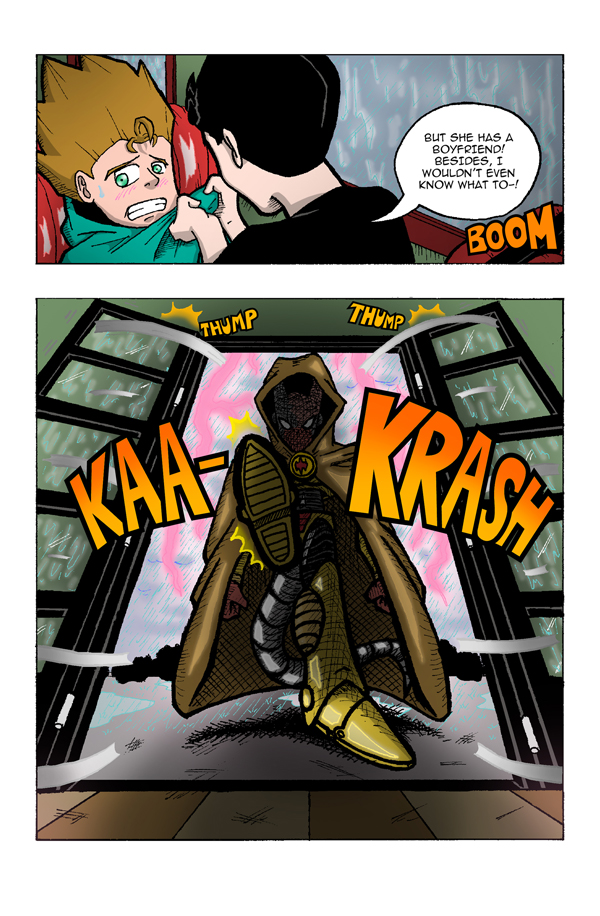 BUT SHE HAS A
BOYFRIEND!
BESIDES, I
WOULDN'T EVEN
KNOW WHAT TO-!
BOOM
THUMP
THUMP
KAA-
KRASH